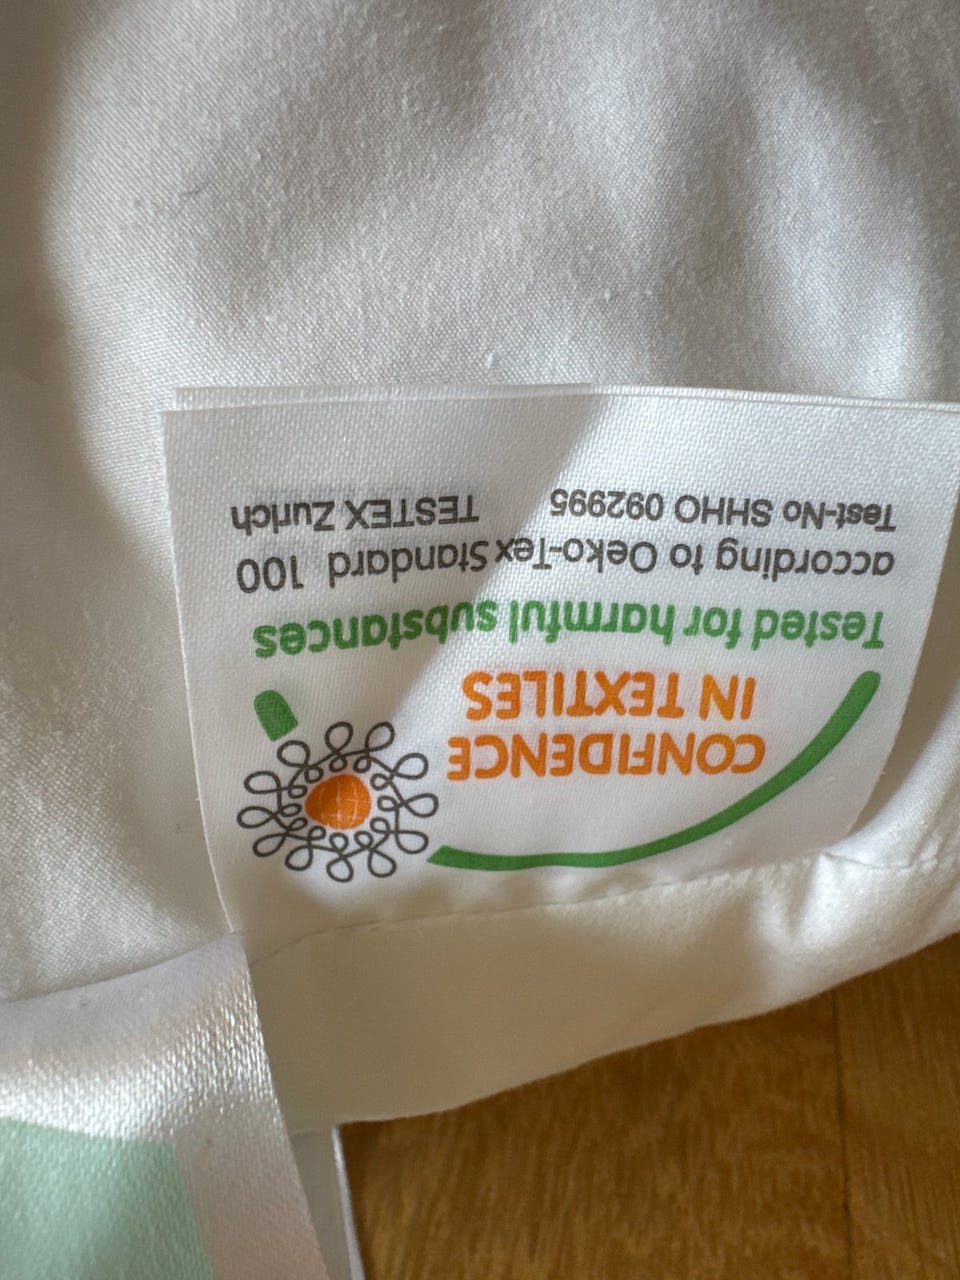 CONFIDENCE
IN TEXTILES
Tested for harmful substances
according to Oeko-Tex Standard 100
Test-No SHHO 092995 TESTEX Zurich